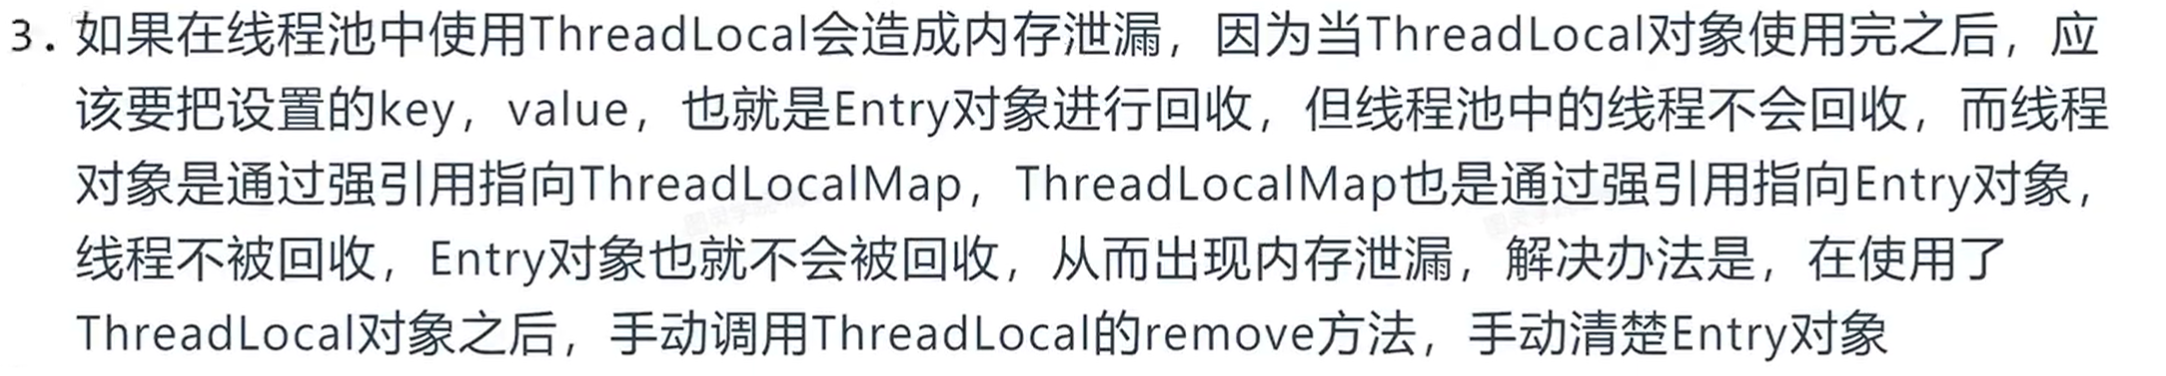 3. 如果在线程池中使用ThreadLocal会造成内存泄漏，因为当ThreadLocal对象使用完之后，应
该要把设置的key，value，也就是Entry对象进行回收，但线程池中的线程不会回收，而线程
对象是通过强引用指向ThreadLocalMap，ThreadLocalMap也是通过强引用指向Entry对象，
线程不被回收，Entry对象也就不会被回收，从而出现内存泄漏，解决办法是，在使用了
ThreadLocal对象之后，手动调用ThreadLocal的remove方法，手动清楚Entry对象